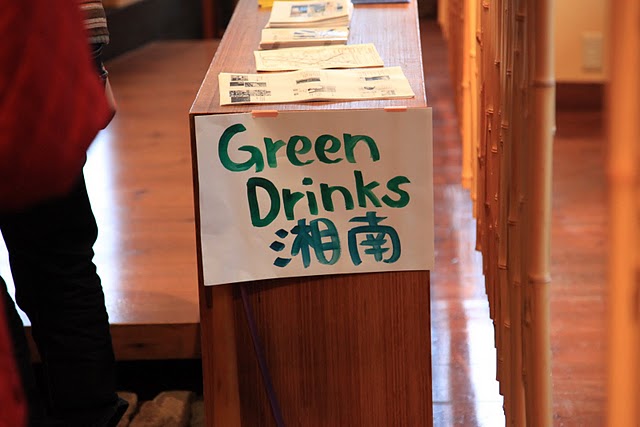 Green
Drinks
湘南